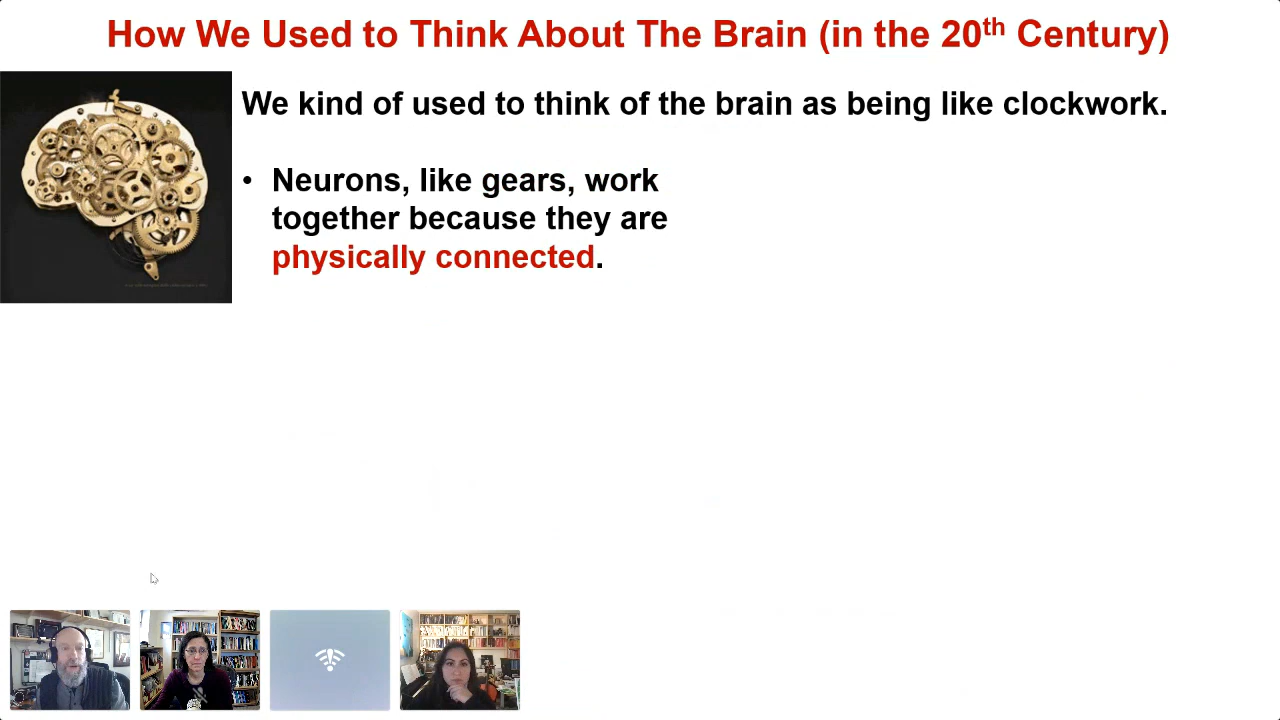 How We Used to Think About The Brain (in the 20th Century)
We kind of used to think of the brain as being like clockwork.
• Neurons, like gears, work
together because they are
physically connected.